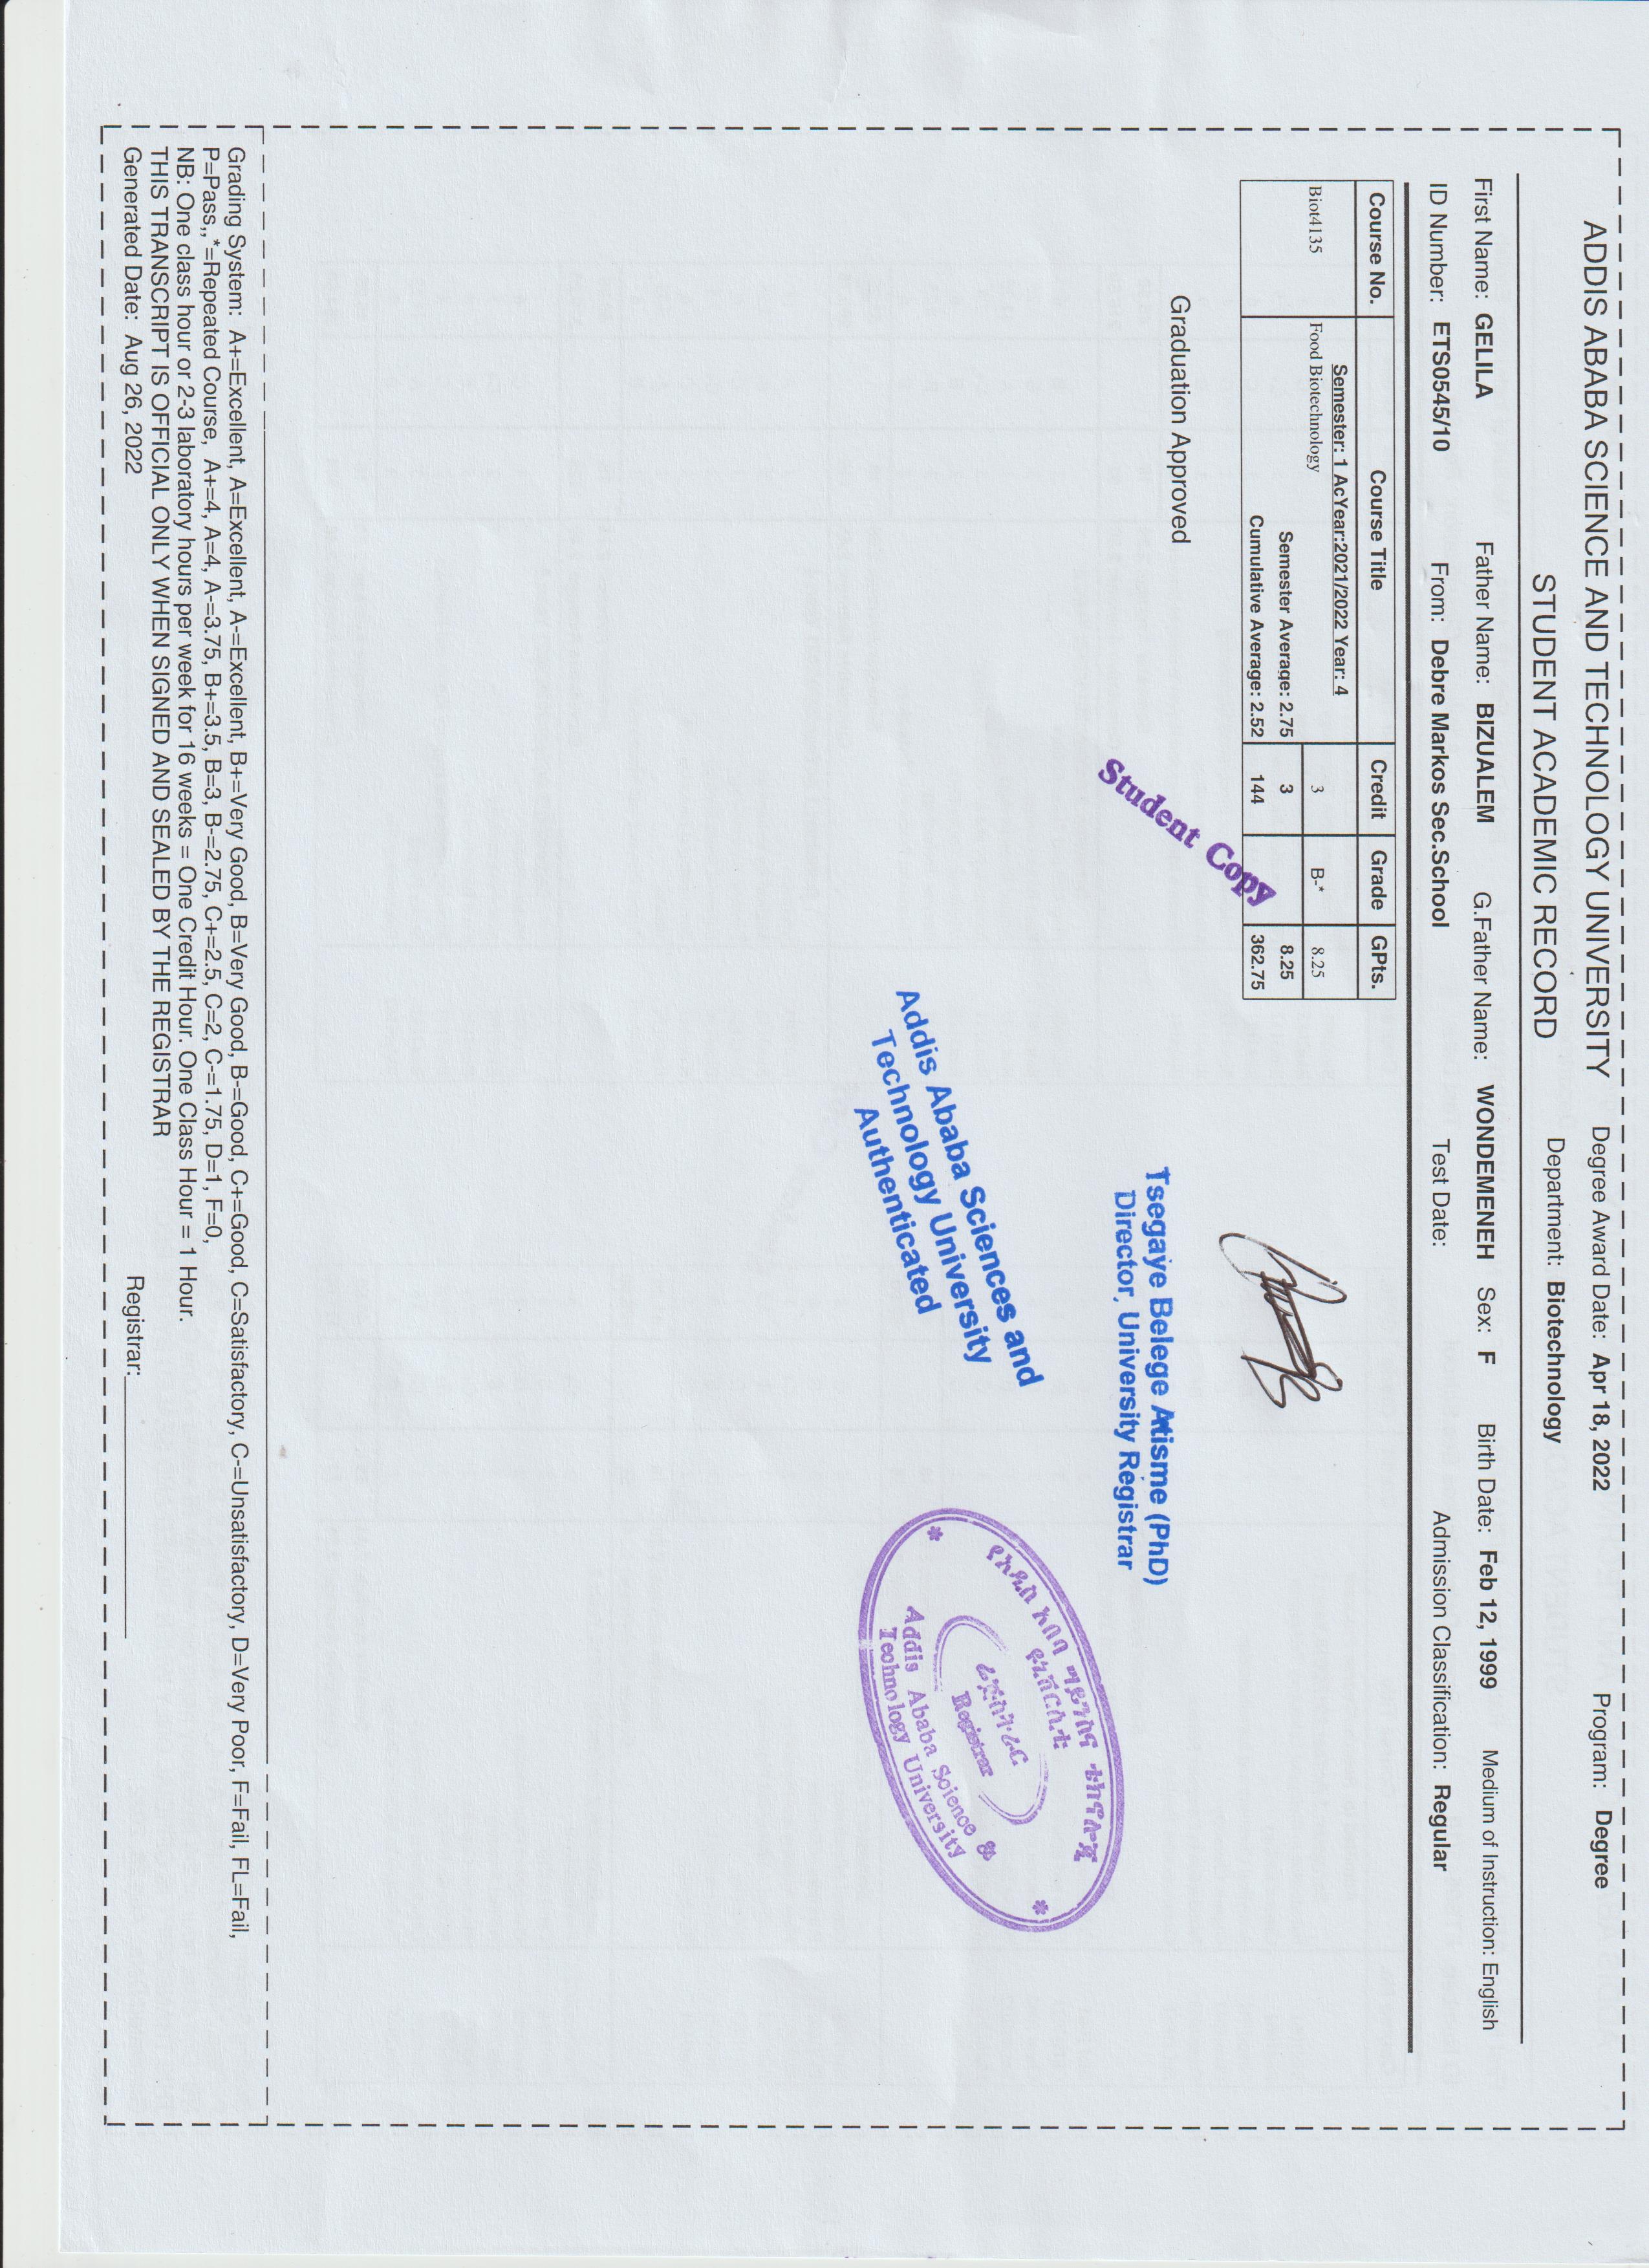 ADDIS ABABA SCIENCE AND TECHNOLOGY UNIVERSITY Degree Award Date: Apr 18, 2022 Program: Degree
STUDENT ACADEMIC RECORD Department: Biotechnology
First Name: GELILA Father Name: BIZUALEM G.Father Name: WONDEMENEH Sex: F Birth Date: Feb 12, 1999 Medium of Instruction: English
ID Number: ETS0545/10 From: Debre Markos Sec.School Test Date: Admission Classification: Regular
Course No. Course Title Credit Grade GPts.
Semester: 1 AcYear:2021/2022 Year: 4
Biot4135 Food Biotechnology 3 B-* 8.25
Semester Average: 2.75 3 8.25
Cumulative Average: 2.52 144 362.75
Student Copy
Graduation Approved
Tsegaye Belege Atisme (PhD)
Director, University Registrar
Addis Ababa Sciences and
Technology University
Authenticated
የአዲስ አበባ ሣይንስና ቴክኖሎጂ
ዩኒቨርሲቲ
ሬጅስትራር
Registrar
Addis Ababa Science &
Technology University
Grading System: A+=Excellent, A=Excellent, A-=Excellent, B+=Very Good, B=Very Good, B-=Good, C+=Good, C=Satisfactory, C-=Unsatisfactory, D=Very Poor, F=Fail, FL=Fail,
P=Pass,,*=Repeated Course, A+=4, A=4, A-=3.75, B+=3.5, B=3, B-=2.75, C+=2.5, C=2, C-=1.75, D=1, F=0,
NB: One class hour or 2-3 laboratory hours per week for 16 weeks = One Credit Hour. One Class Hour = 1 Hour.
THIS TRANSCRIPT IS OFFICIAL ONLY WHEN SIGNED AND SEALED BY THE REGISTRAR
Generated Date: Aug 26, 2022 Registrar: